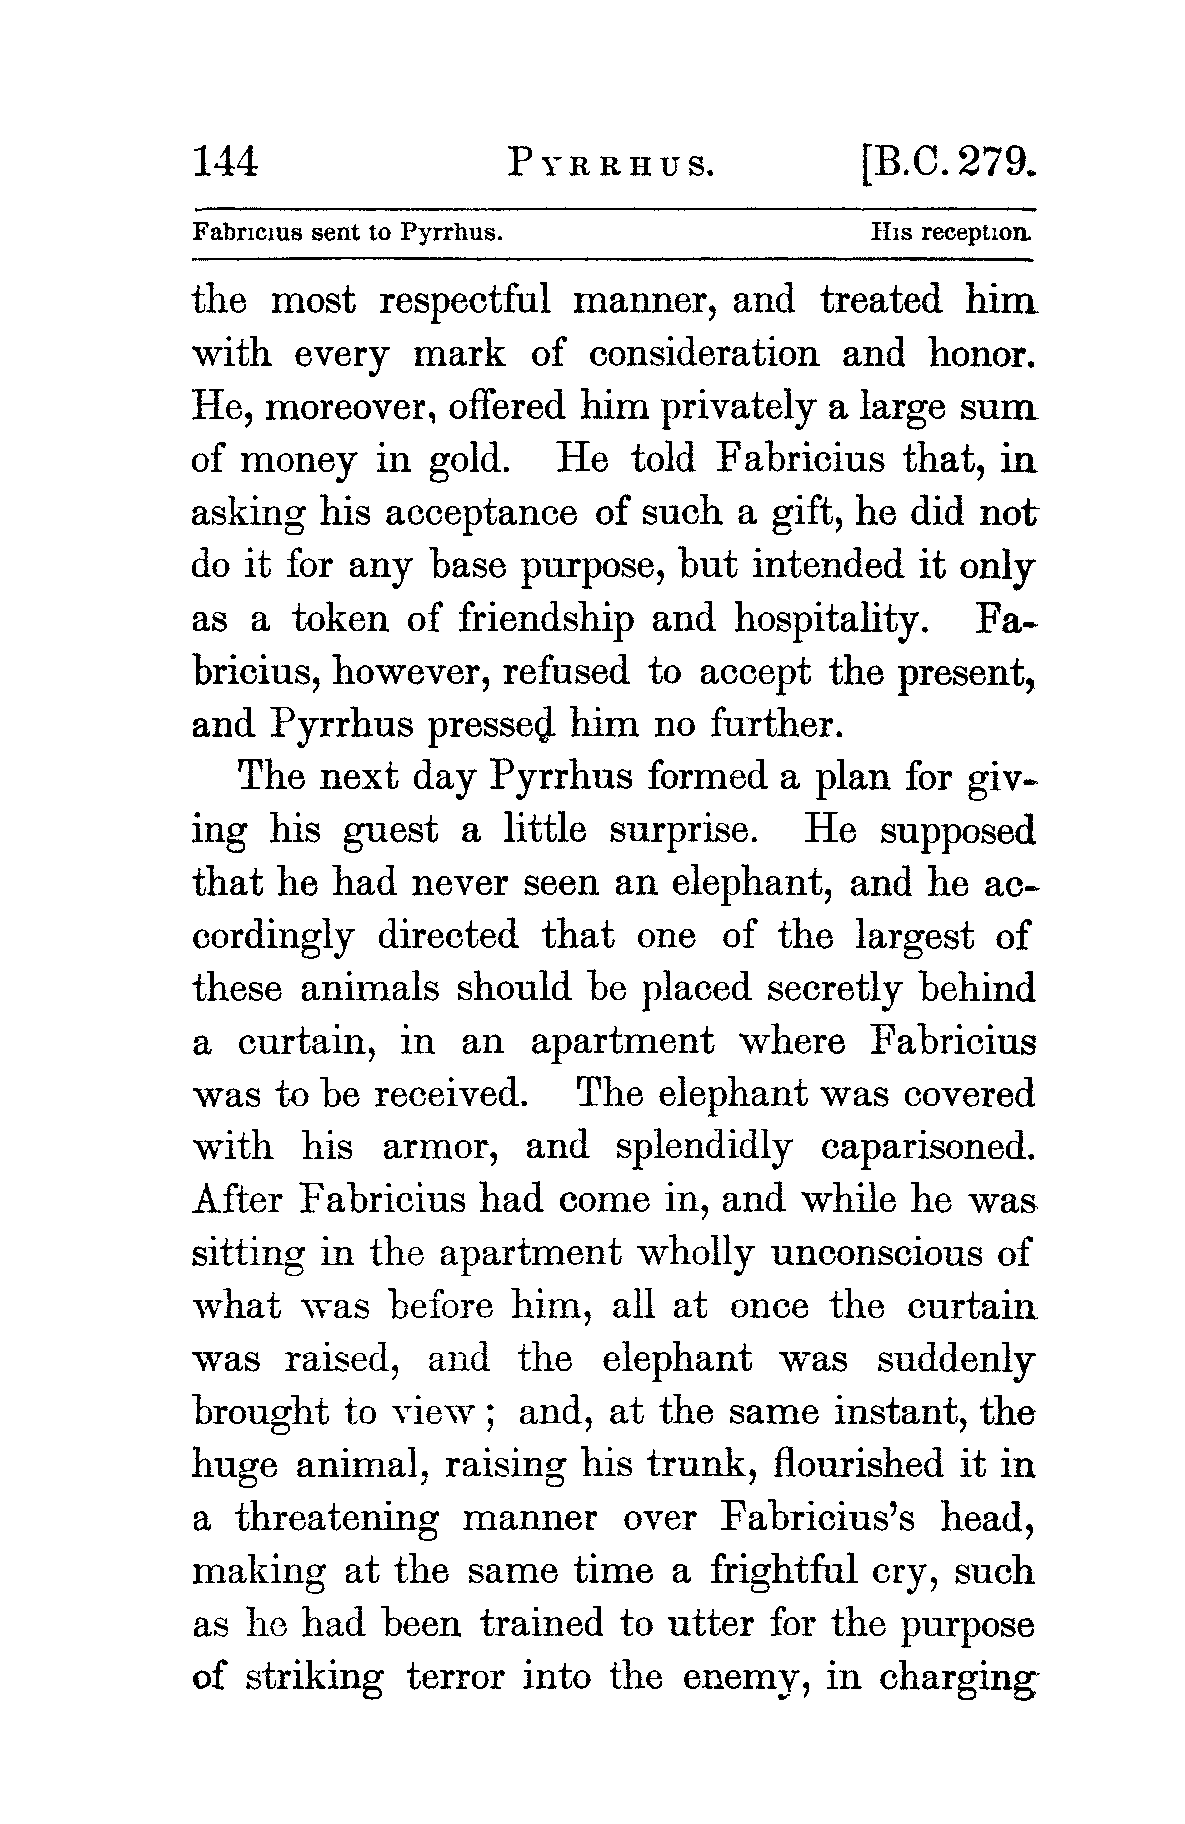 144 PYRRHUS. [B.C. 279.
Fabricius sent to Pyrrhus. His reception.
the most respectful manner, and treated him
with every mark of consideration and honor.
He, moreover, offered him privately a large sum
of money in gold. He told Fabricius that, in
asking his acceptance of such a gift, he did not
do it for any base purpose, but intended it only
as a token of friendship and hospitality. Fa-
bricius, however, refused to accept the present,
and Pyrrhus pressed him no further.
The next day Pyrrhus formed a plan for giv-
ing his guest a little surprise. He supposed
that he had never seen an elephant, and he ac-
cordingly directed that one of the largest of
these animals should be placed secretly behind
a curtain, in an apartment where Fabricius
was to be received. The elephant was covered
with his armor, and splendidly caparisoned.
After Fabricius had come in, and while he was
sitting in the apartment wholly unconscious of
what was before him, all at once the curtain
was raised, and the elephant was suddenly
brought to view; and, at the same instant, the
huge animal, raising his trunk, flourished it in
a threatening manner over Fabricius's head,
making at the same time a frightful cry, such
as he had been trained to utter for the purpose
of striking terror into the enemy, in charging